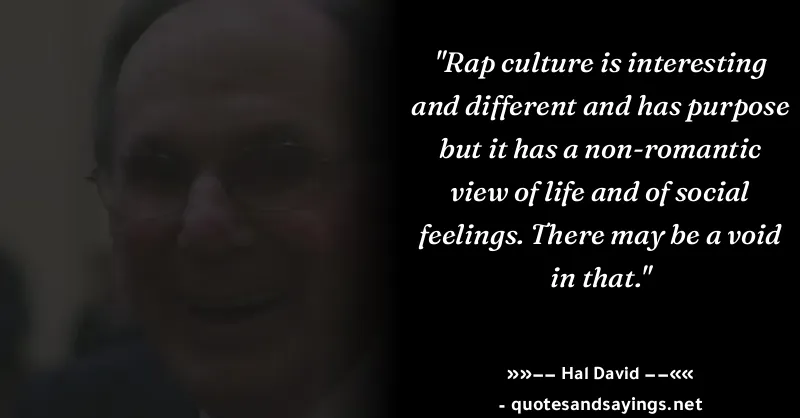 "Rap culture is interesting
and different and has purpose
but it has a non-romantic
view of life and of social
feelings. There may be a void
in that."
»»−− Hal David −−««
- quotesandsayings.net